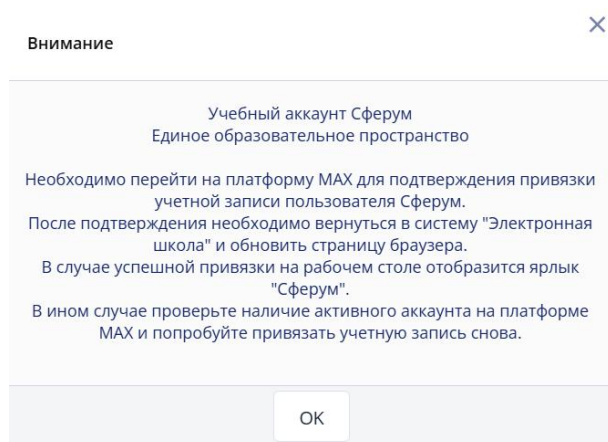 Внимание
Учебный аккаунт Сферум
Единое образовательное пространство
Необходимо перейти на платформу MAX для подтверждения привязки
учетной записи пользователя Сферум.
После подтверждения необходимо вернуться в систему "Электронная
школа" и обновить страницу браузера.
В случае успешной привязки на рабочем столе отобразится ярлык
"Сферум".
В ином случае проверьте наличие активного аккаунта на платформе
MAX и попробуйте привязать учетную запись снова.
OK